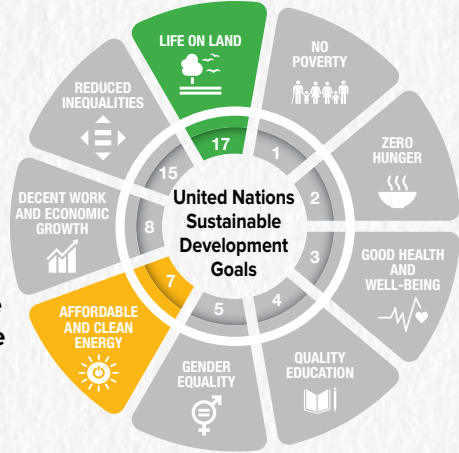 LIFE ON LAND
17
NO
POVERTY
1
ZERO
HUNGER
2
GOOD HEALTH
AND
WELL-BEING
3
QUALITY
EDUCATION
4
GENDER
EQUALITY
5
AFFORDABLE
AND CLEAN
ENERGY
7
DECENT WORK
AND ECONOMIC
GROWTH
8
REDUCED
INEQUALITIES
15
United Nations
Sustainable
Development
Goals
e
e